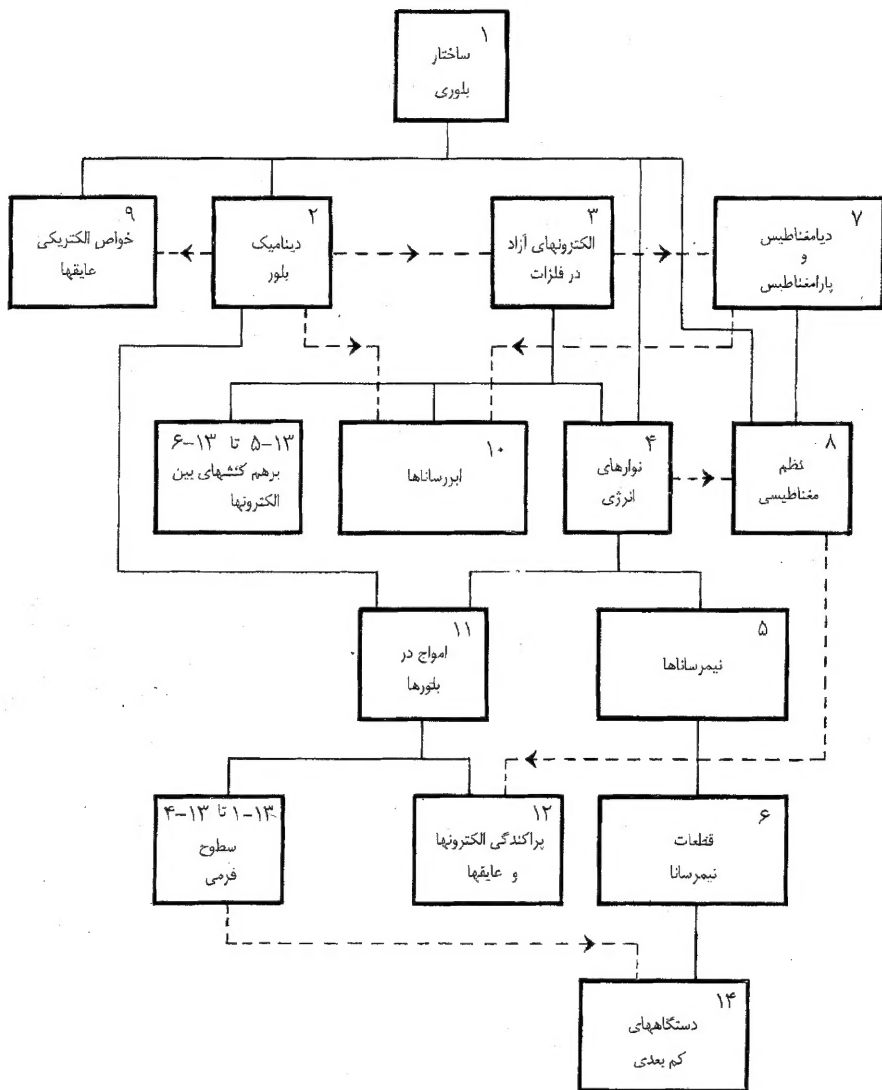 ۱
ساختار
بلوری
۹
خواص الکتریکی
عایقها
۲
دینامیک
بلور
۳
الکترونهای آزاد
در فلزات
۷
دیامغناطیس
و
پارامغناطیس
۱۳-۵ تا ۱۳-۶
برهم کنشهای بین
الکترونها
۱۰
ابررساناها
۴
نوارهای
انرژی
۸
نظم
مغناطیسی
۱۱
امواج در
بلورها
۵
نیمرساناها
۱۳-۱ تا ۱۳-۴
سطوح
فرمی
۱۲
پراکندگی الکترونها
و عایقها
۶
قطعات
نیمرسانا
۱۴
دستگاههای
کم بعدی